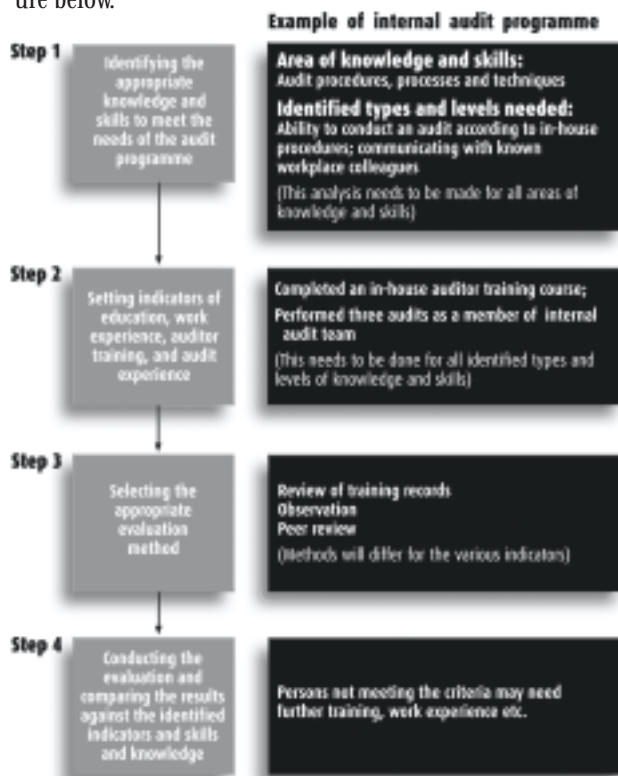 ure below.
Example of internal audit programme
Step 1
Identifying the
appropriate
knowledge and
skills to meet the
needs of the audit
programme
Area of knowledge and skills:
Audit procedures, processes and techniques
Identified types and levels needed:
Ability to conduct an audit according to in-house
procedures; communicating with known
workplace colleagues
(This analysis needs to be made for all areas of
knowledge and skills)
Step 2
Setting indicators of
education, work
experience, auditor
training, and audit
experience
Completed an in-house auditor training course;
Performed three audits as a member of internal
audit team
(This needs to be done for all identified types and
levels of knowledge and skills)
Step 3
Selecting the
appropriate
evaluation
method
Review of training records
Observation
Peer review
(Methods will differ for the various indicators)
Step 4
Conducting the
evaluation and
comparing the results
against the identified
indicators and skills
and knowledge
Persons not meeting the criteria may need
further training, work experience etc.